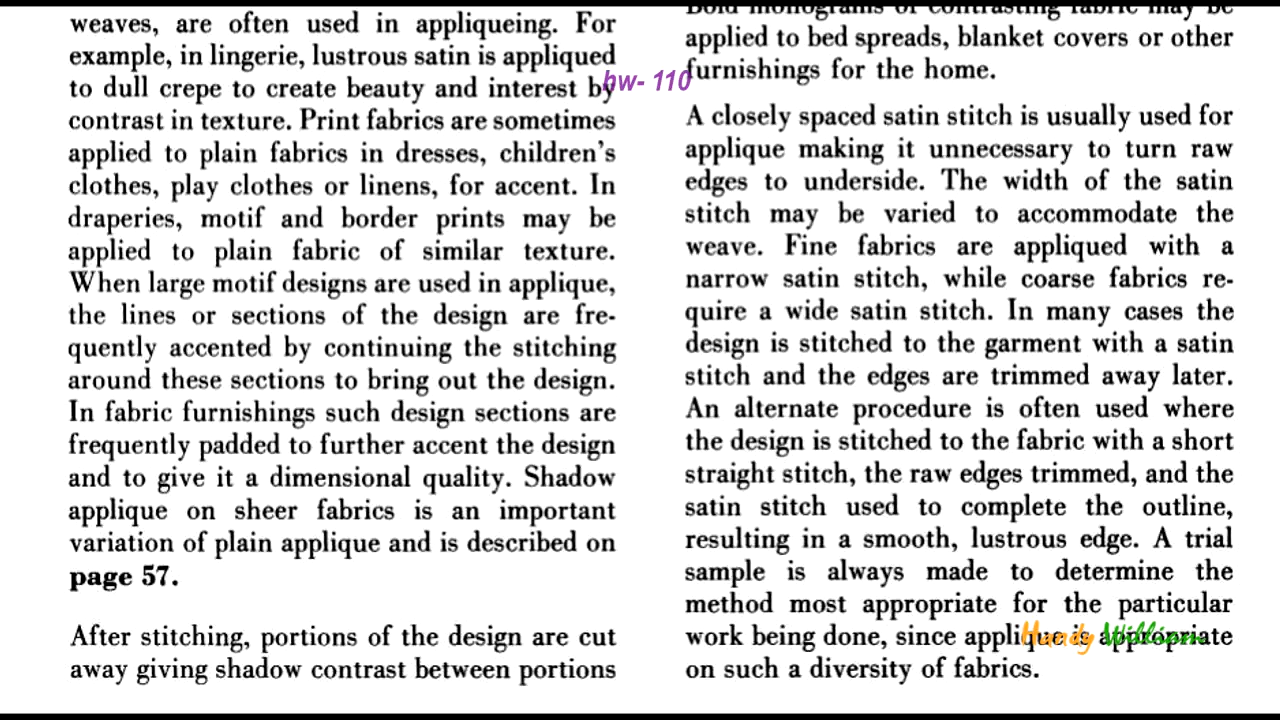 weaves, are often used in appliqueing. For
example, in lingerie, lustrous satin is appliqued
to dull crepe to create beauty and interest by
contrast in texture. Print fabrics are sometimes
applied to plain fabrics in dresses, children's
clothes, play clothes or linens, for accent. In
draperies, motif and border prints may be
applied to plain fabric of similar texture.
When large motif designs are used in applique,
the lines or sections of the design are fre-
quently accented by continuing the stitching
around these sections to bring out the design.
In fabric furnishings such design sections are
frequently padded to further accent the design
and to give it a dimensional quality. Shadow
applique on sheer fabrics is an important
variation of plain applique and is described on
page 57.
After stitching, portions of the design are cut
away giving shadow contrast between portions
hw- 110
Bold monograms of contrasting fabric may be
applied to bed spreads, blanket covers or other
furnishings for the home.
A closely spaced satin stitch is usually used for
applique making it unnecessary to turn raw
edges to underside. The width of the satin
stitch may be varied to accommodate the
weave. Fine fabrics are appliqued with a
narrow satin stitch, while coarse fabrics re-
quire a wide satin stitch. In many cases the
design is stitched to the garment with a satin
stitch and the edges are trimmed away later.
An alternate procedure is often used where
the design is stitched to the fabric with a short
straight stitch, the raw edges trimmed, and the
satin stitch used to complete the outline,
resulting in a smooth, lustrous edge. A trial
sample is always made to determine the
method most appropriate for the particular
work being done, since applique is appropriate
on such a diversity of fabrics.
Handy William